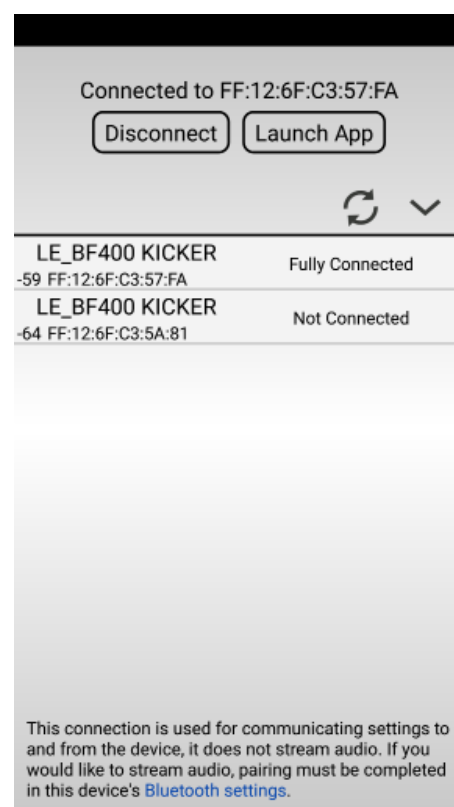 Connected to FF:12:6F:C3:57:FA
Disconnect Launch App
LE_BF400 KICKER
Fully Connected
-59 FF:12:6F:C3:57:FA
LE_BF400 KICKER
Not Connected
-64 FF:12:6F:C3:5A:81
This connection is used for communicating settings to
and from the device, it does not stream audio. If you
would like to stream audio, pairing must be completed
in this device's Bluetooth settings.